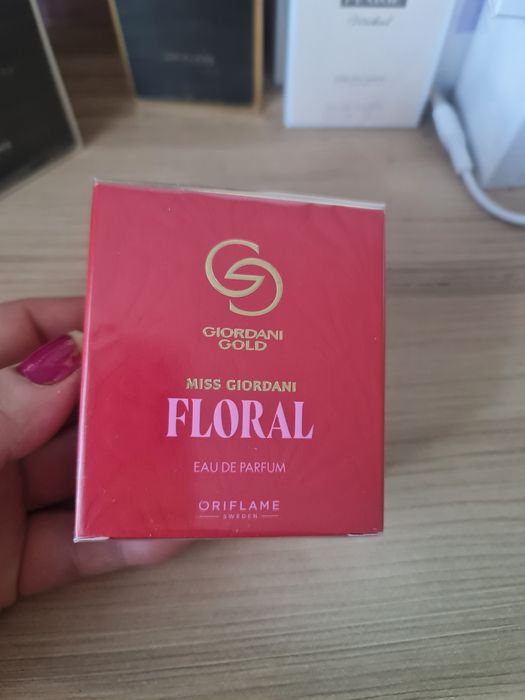 GIORDANI
GOLD
MISS GIORDANI
FLORAL
EAU DE PARFUM
ORIFLAME
SWEDEN